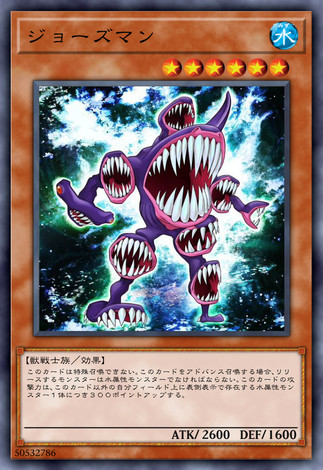 ジョーズマン
水
【獣戦士族／効果】
このカードは特殊召喚できない。このカードをアドバンス召喚する場合、リリ
ースするモンスターは水属性モンスターでなければならない。このカードの攻
撃力は、このカード以外の自分フィールド上に表側表示で存在する水属性モン
スター１体につき３００ポイントアップする。
ATK/ 2600 DEF/1600
50532786